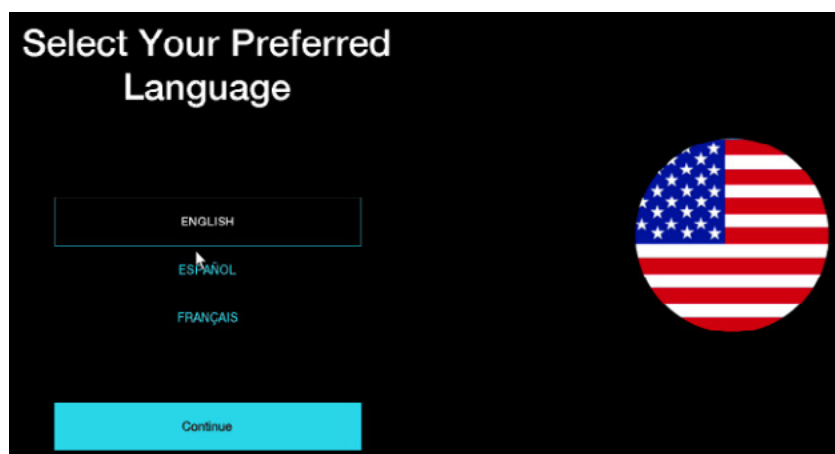 Select Your Preferred
Language
ENGLISH
ESPAÑOL
FRANÇAIS
Continue